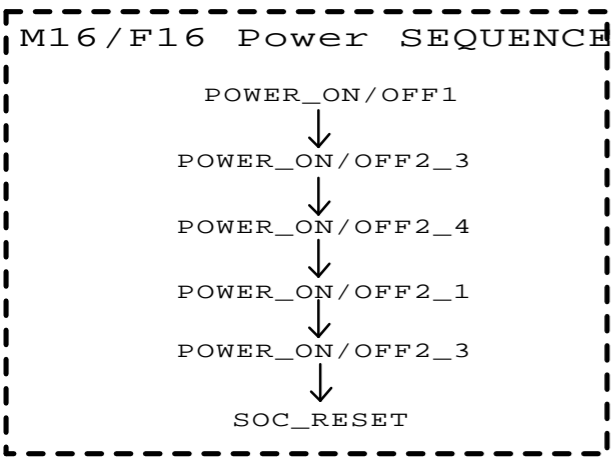 M16/F16 Power SEQUENCE
POWER_ON/OFF1
POWER_ON/OFF2_3
POWER_ON/OFF2_4
POWER_ON/OFF2_1
POWER_ON/OFF2_3
SOC_RESET